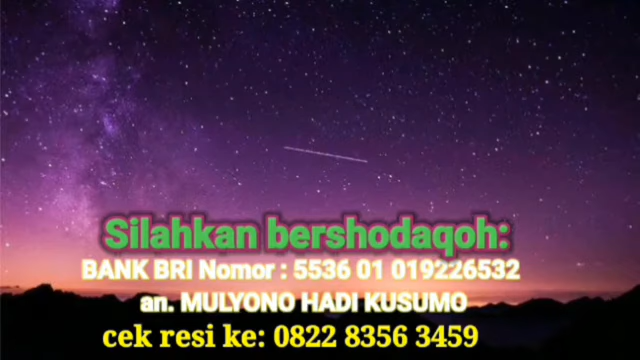 Silahkan bershodaqoh:
BANK BRI Nomor : 5536 01 019226532
an. MULYONO HADI KUSUMO
cek resi ke: 0822 8356 3459